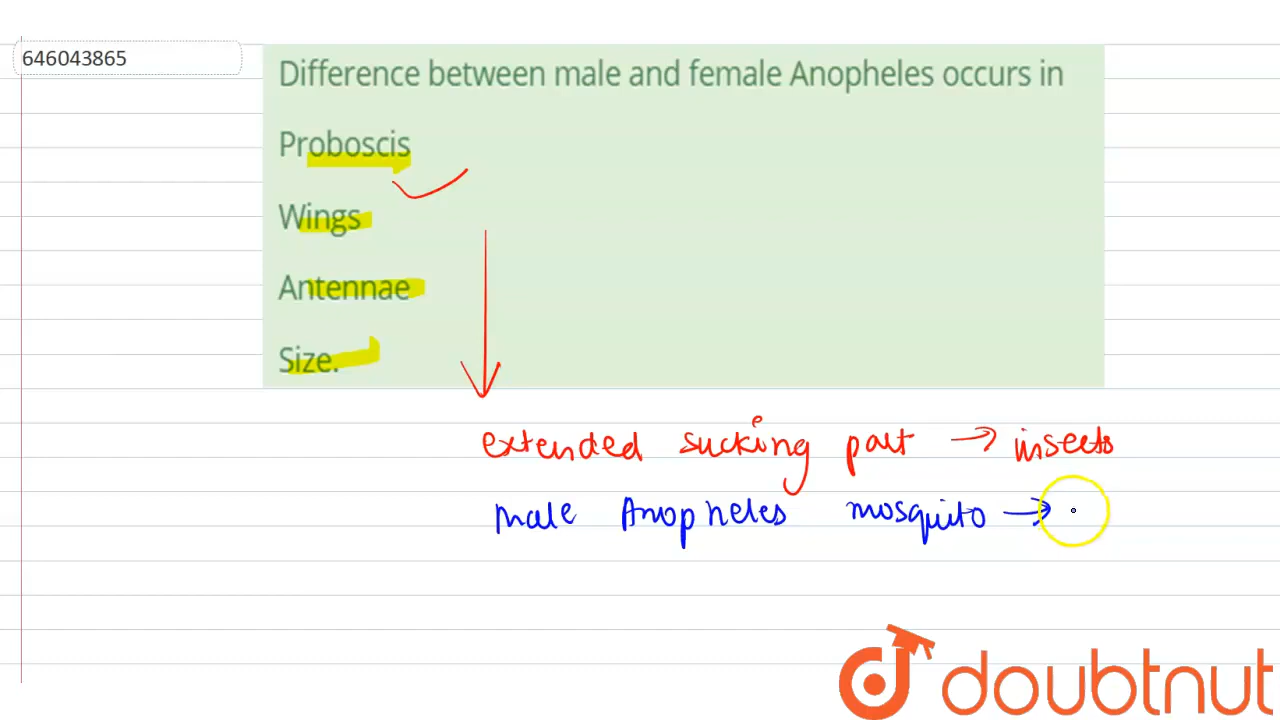 646043865
Difference between male and female Anopheles occurs in
Proboscis
Wings
Antennae
Size.
extended sucking part → insects
male Anopheles mosquito →
doubtnut